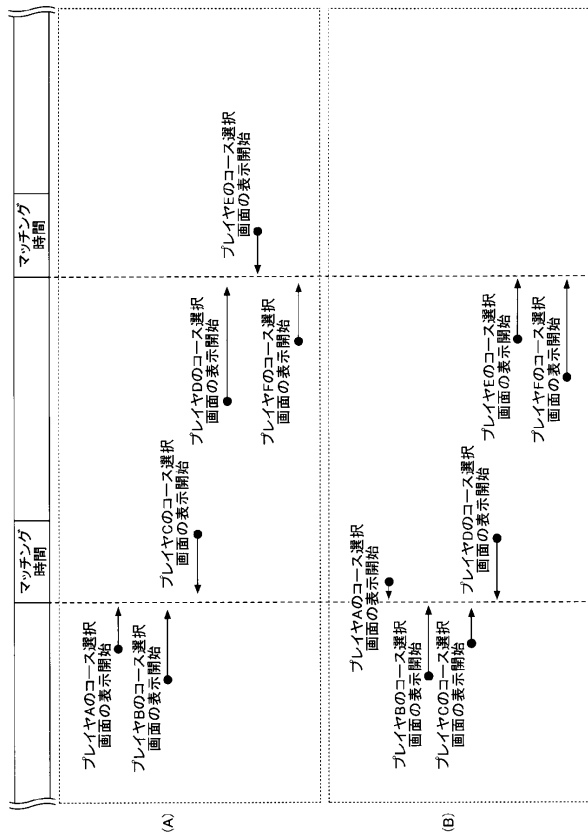 マッチング
時間
マッチング
時間
(A)
プレイヤAのコース選択
画面の表示開始
プレイヤBのコース選択
画面の表示開始
プレイヤCのコース選択
画面の表示開始
プレイヤDのコース選択
画面の表示開始
プレイヤFのコース選択
画面の表示開始
プレイヤEのコース選択
画面の表示開始
(B)
プレイヤAのコース選択
画面の表示開始
プレイヤBのコース選択
画面の表示開始
プレイヤCのコース選択
画面の表示開始
プレイヤDのコース選択
画面の表示開始
プレイヤEのコース選択
画面の表示開始
プレイヤFのコース選択
画面の表示開始